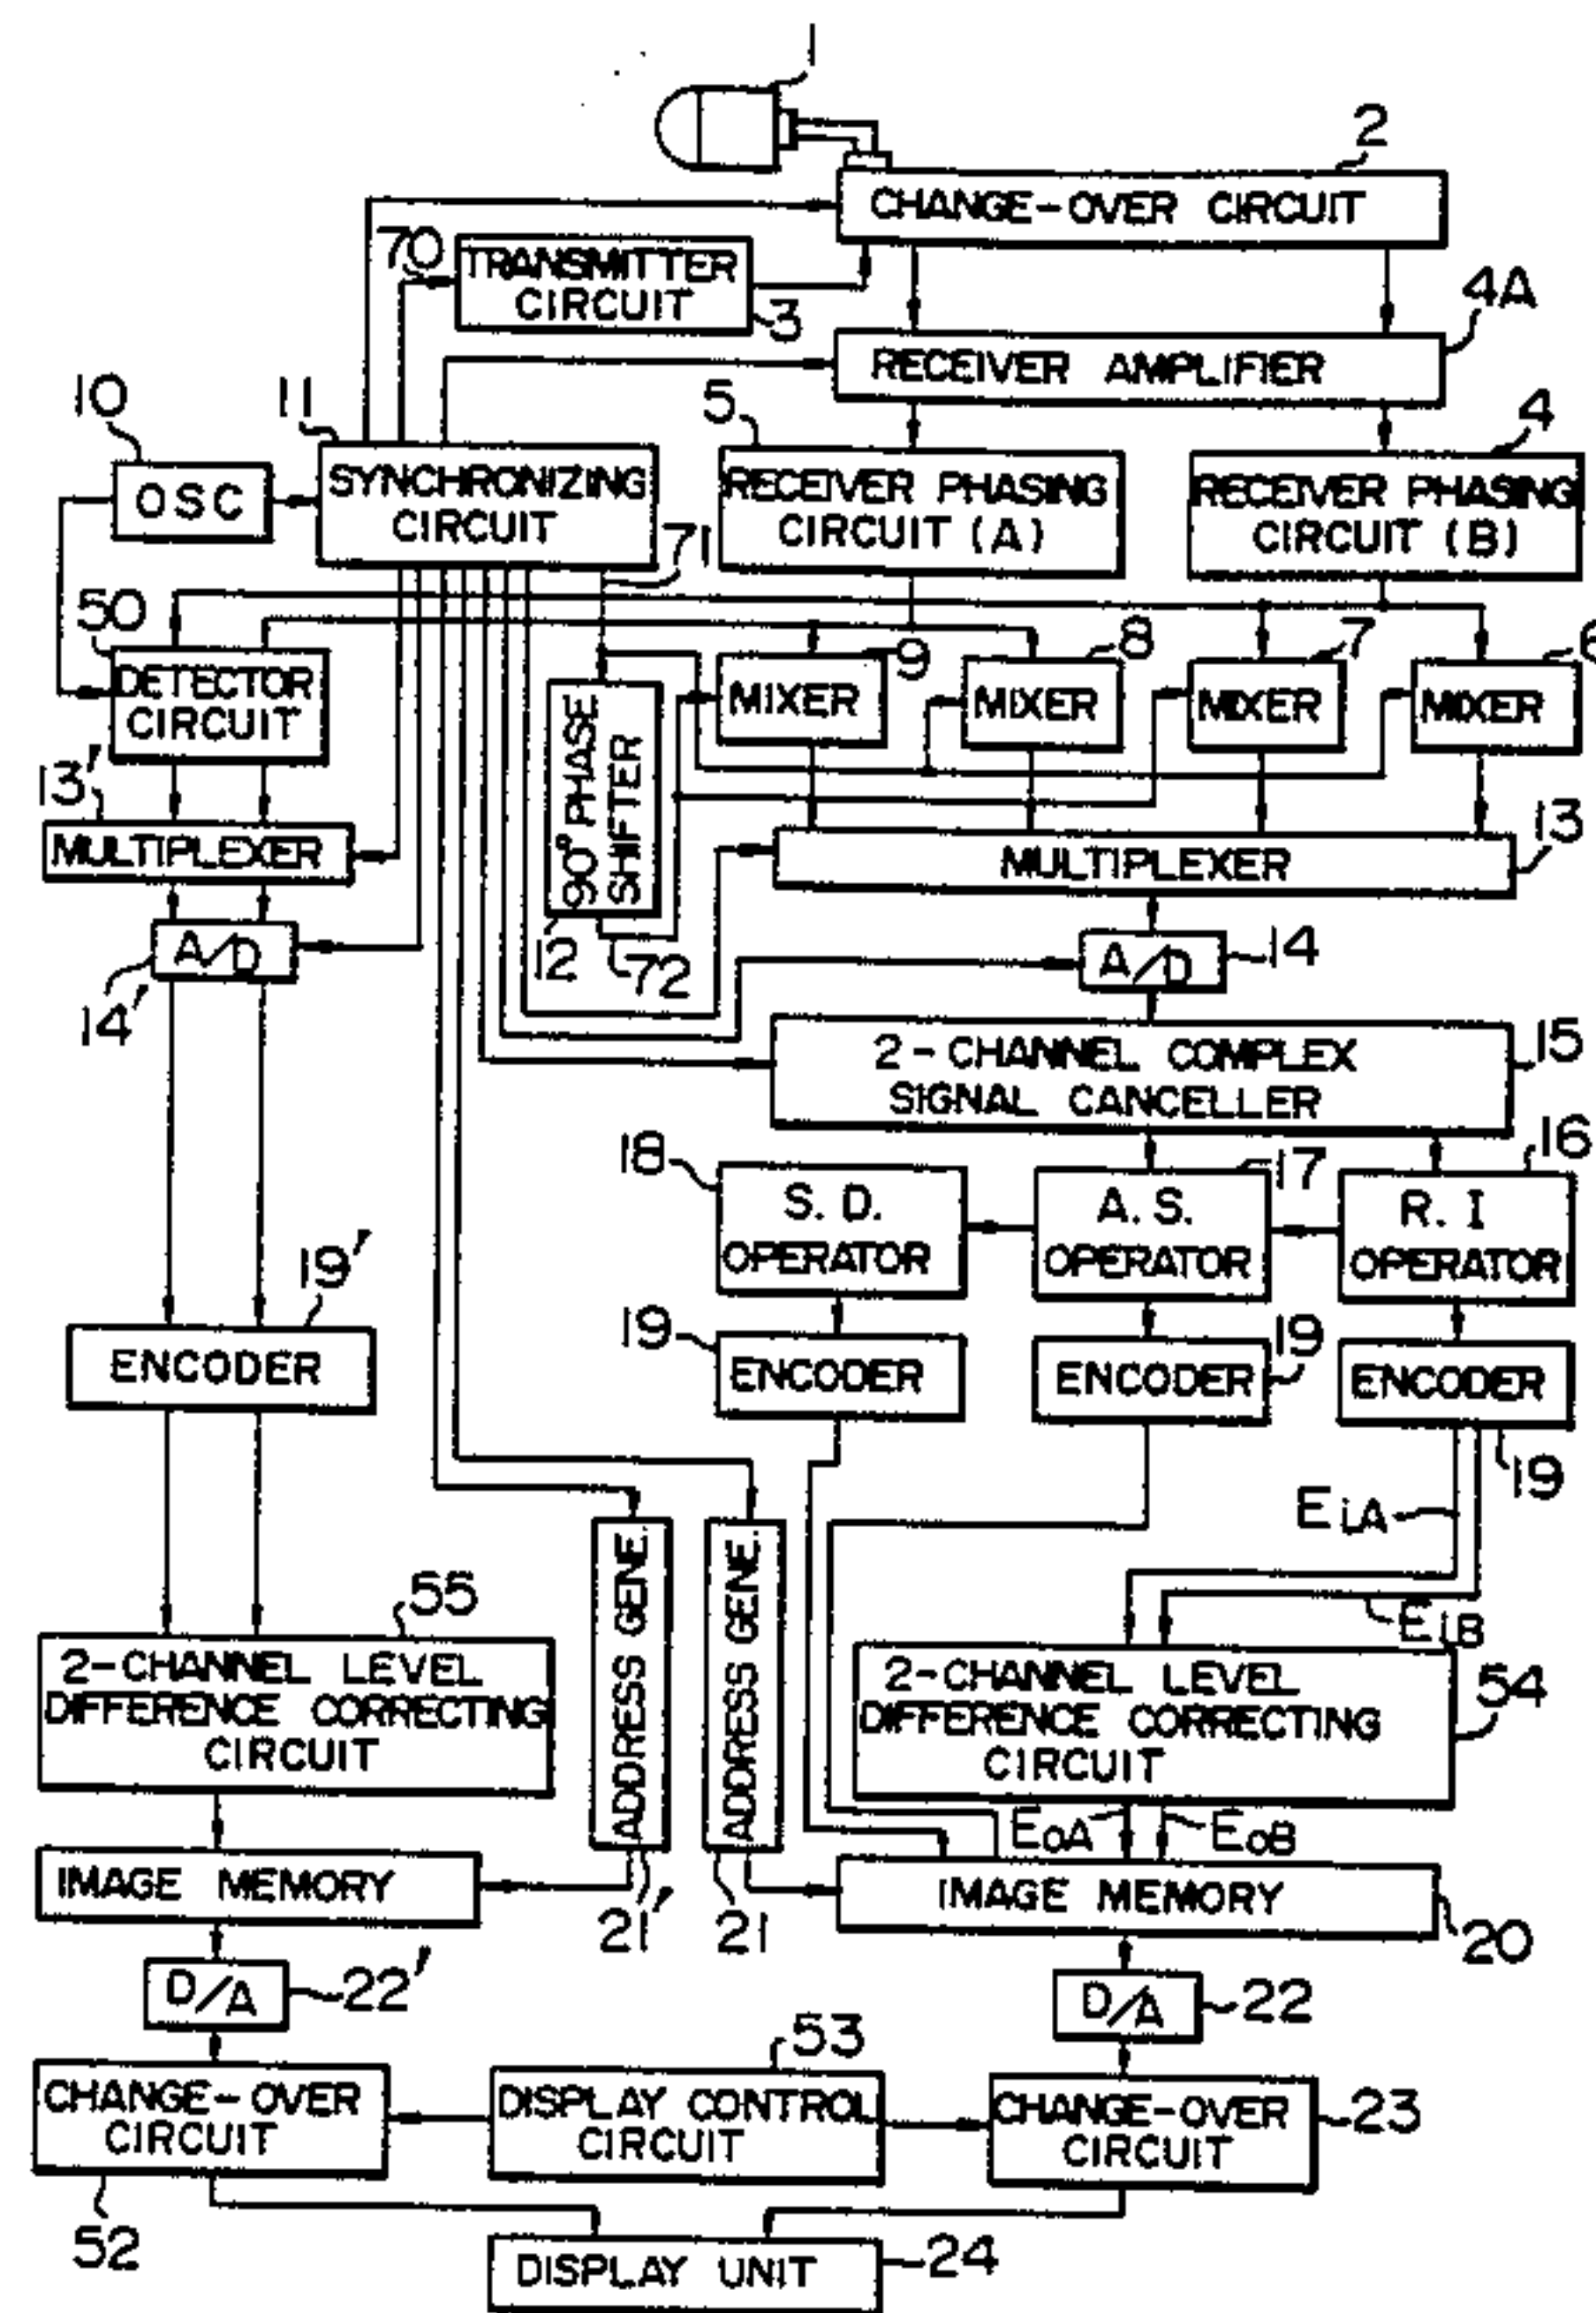 1
2
CHANGE-OVER CIRCUIT
70
TRANSMITTER
CIRCUIT
3
4A
RECEIVER AMPLIFIER
10
11
5
4
OSC
SYNCHRONIZING
CIRCUIT
71
RECEIVER PHASING
CIRCUIT (A)
RECEIVER PHASING
CIRCUIT (B)
50
DETECTOR
CIRCUIT
9
8
7
6
MIXER
MIXER
MIXER
MIXER
90° PHASE
SHIFTER
12
72
13'
MULTIPLEXER
13
MULTIPLEXER
A/D
14'
A/D
14
2-CHANNEL COMPLEX
SIGNAL CANCELLER
15
18
S. D.
OPERATOR
17
A. S.
OPERATOR
16
R. I
OPERATOR
19'
ENCODER
19
ENCODER
ENCODER
19
ENCODER
19
EiA
EiB
ADDRESS GENE.
ADDRESS GENE.
55
2-CHANNEL LEVEL
DIFFERENCE CORRECTING
CIRCUIT
2-CHANNEL LEVEL
DIFFERENCE CORRECTING
CIRCUIT
54
EoA
EoB
IMAGE MEMORY
21'
21
IMAGE MEMORY
20
D/A
22'
D/A
22
53
CHANGE-OVER
CIRCUIT
52
DISPLAY CONTROL
CIRCUIT
CHANGE-OVER
CIRCUIT
23
DISPLAY UNIT
24